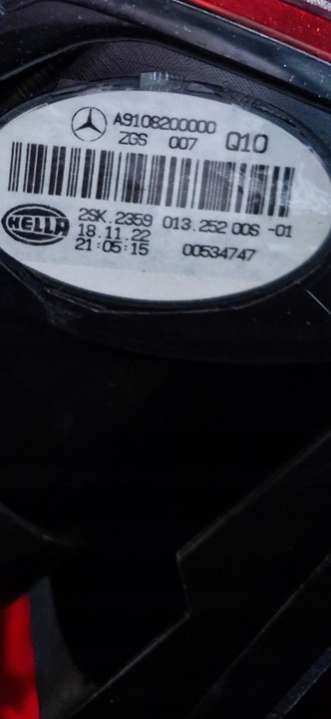 A9108200000
ZGS 007 Q10
HELLA
2SK.2359 013.252 00S -01
18.11.22
21:05:15 00534747